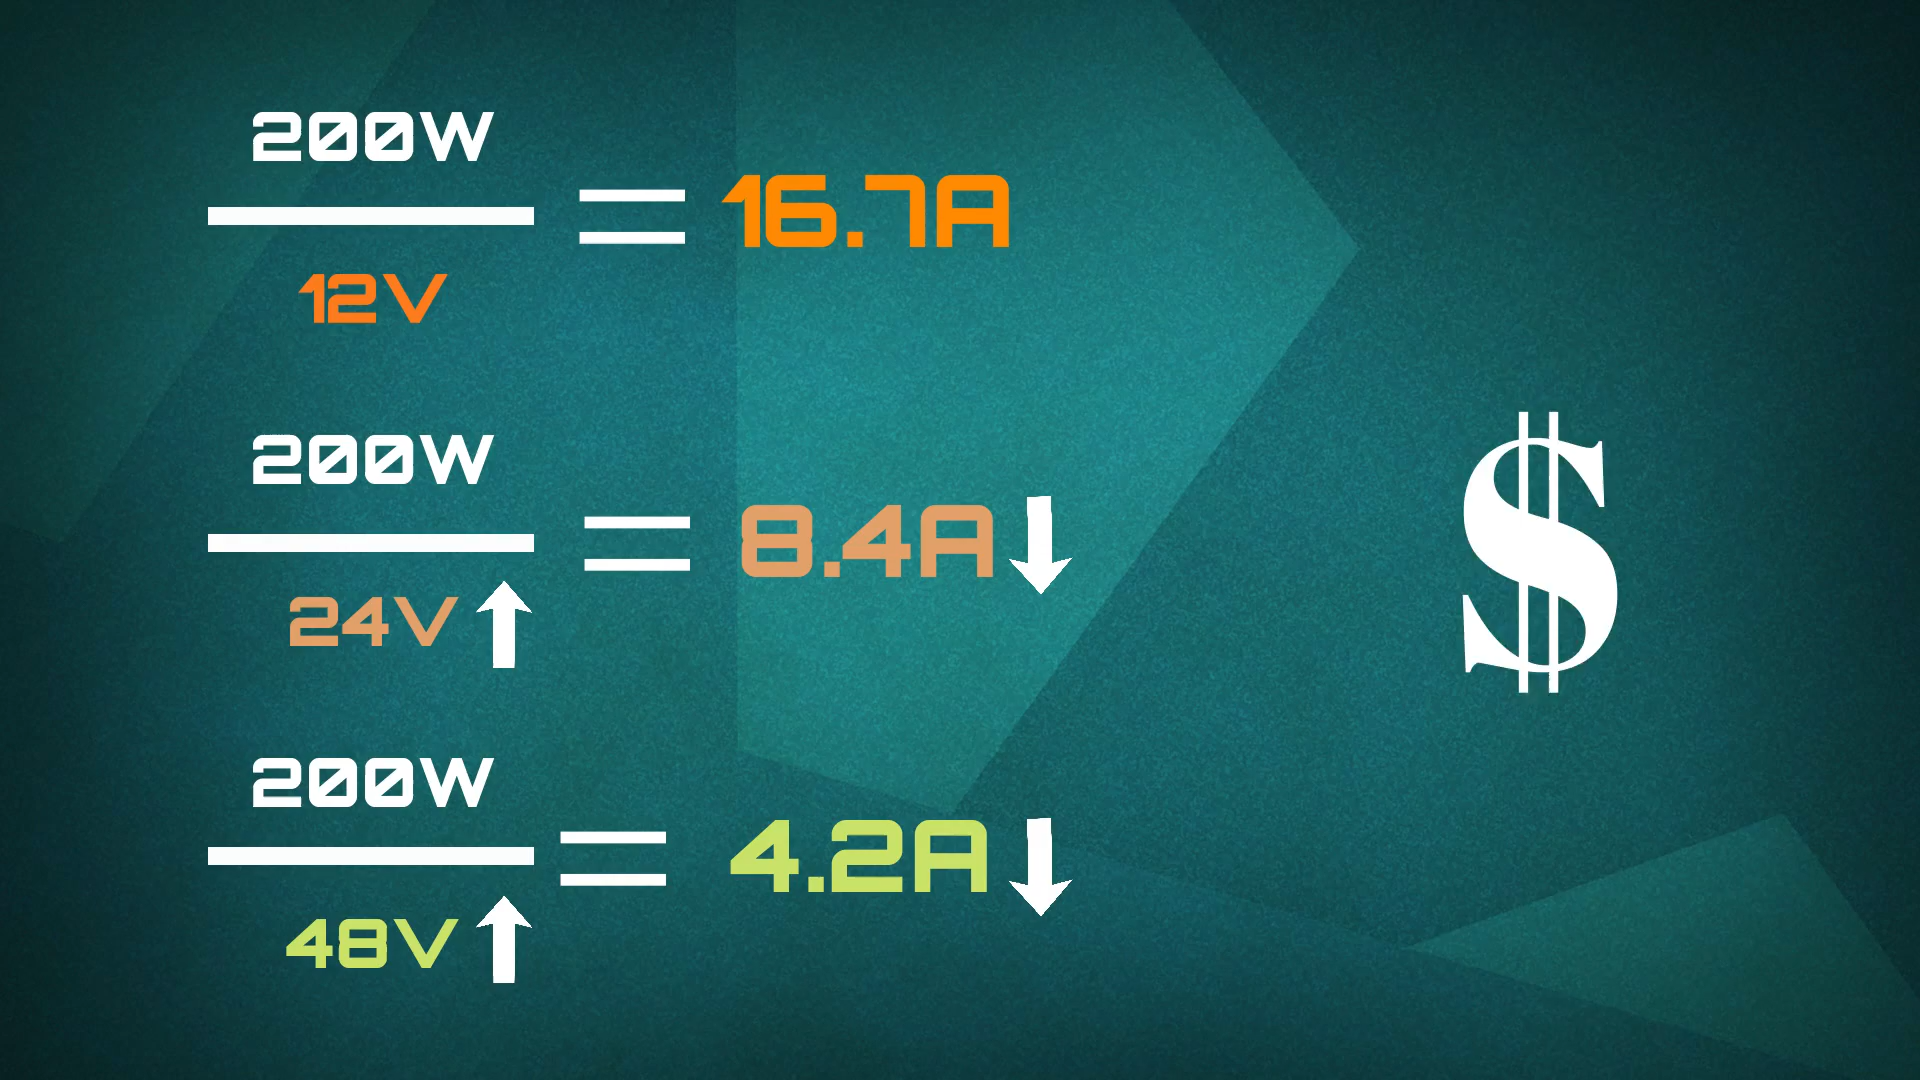 200W
= 16.7A
12V
200W
= 8.4A
24V
200W
= 4.2A
48V
$